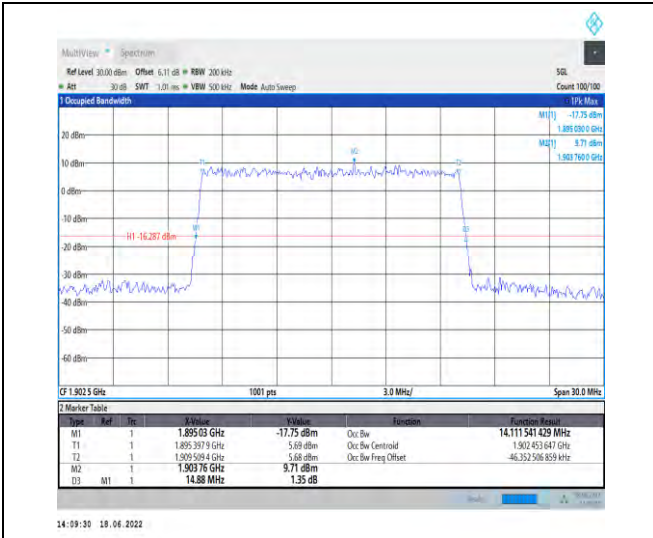 MultiView Spectrum
Ref Level 30.00 dBm Offset 6.11 dB RBW 200 kHz SGL
Att 30 dB SWT 1.01 ms VBW 500 kHz Mode Auto Sweep Count 100/100
1 Occupied Bandwidth 1Pk Max
M1[1] -17.75 dBm
1.895 030 0 GHz
M2[1] 9.71 dBm
1.903 760 0 GHz
20 dBm
M2
T1 T2
10 dBm
0 dBm
-10 dBm
M1
H1 -16.287 dBm
D3
-20 dBm
-30 dBm
-40 dBm
-50 dBm
-60 dBm
CF 1.902 5 GHz 1001 pts 3.0 MHz/ Span 30.0 MHz
2 Marker Table
Type Ref Trc X-Value Y-Value Function Function Result
M1 1 1.895 03 GHz -17.75 dBm Occ Bw 14.111 541 429 MHz
T1 1 1.895 397 9 GHz 5.69 dBm Occ Bw Centroid 1.902 453 647 GHz
T2 1 1.909 509 4 GHz 5.68 dBm Occ Bw Freq Offset -46.352 506 859 kHz
M2 1 1.903 76 GHz 9.71 dBm
D3 M1 1 14.88 MHz 1.35 dB
14:09:30 18.06.2022